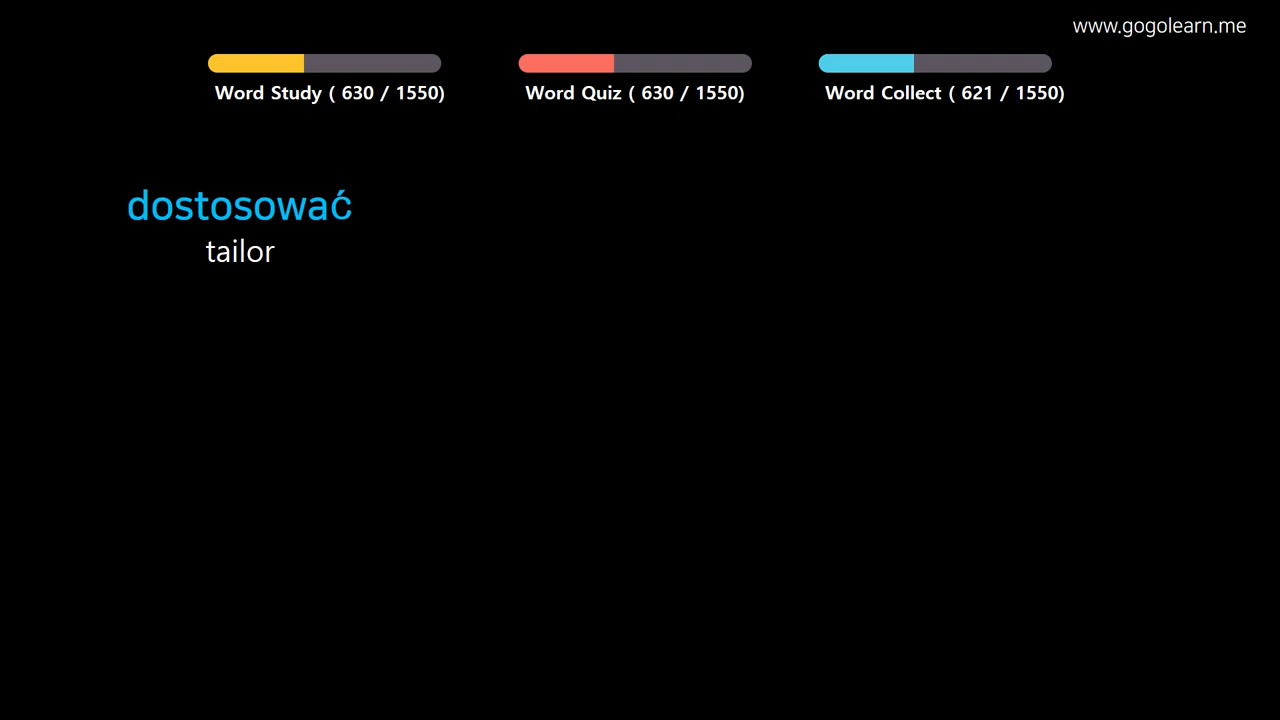 www.gogolearn.me
Word Study ( 630 / 1550)
Word Quiz ( 630 / 1550)
Word Collect ( 621 / 1550)
dostosować
tailor